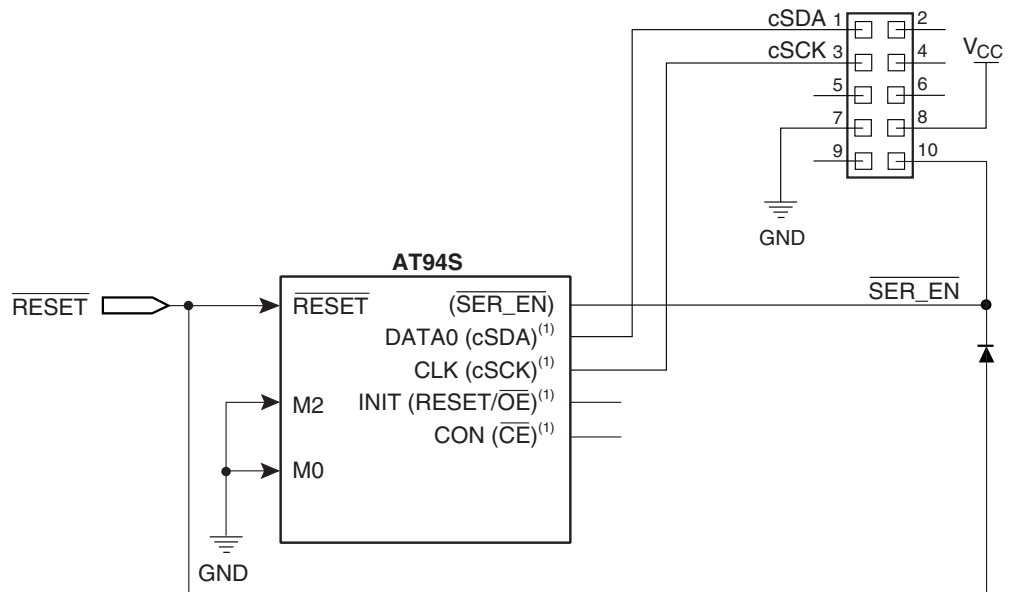 cSDA 1 2
cSCK 3 4
VCC
5 6
7 8
9 10
GND
AT94S
RESET RESET (SER_EN) SER_EN
DATA0 (cSDA)(1)
CLK (cSCK)(1)
M2 INIT (RESET/OE)(1)
CON (CE)(1)
M0
GND